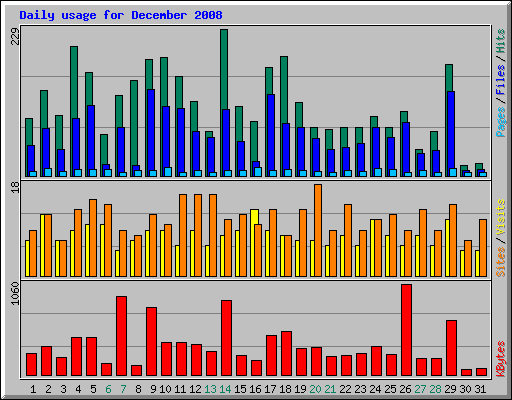 Daily usage for December 2008
229
18
1060
Pages / Files / Hits
Sites / Visits
KBytes
1 2 3 4 5 6 7 8 9 10 11 12 13 14 15 16 17 18 19 20 21 22 23 24 25 26 27 28 29 30 31